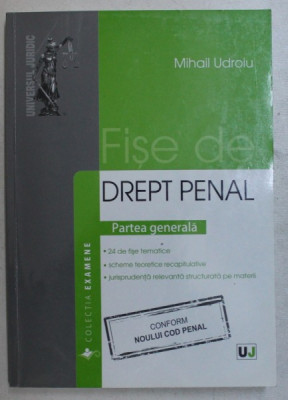 UNIVERSUL JURIDIC
Mihail Udroiu
Fișe de
DREPT PENAL
Partea generală
• 24 de fișe tematice
• scheme teoretice recapitulative
• jurisprudență relevantă structurată pe materii
COLECȚIA EXAMENE
CONFORM
NOULUI COD PENAL
UJ